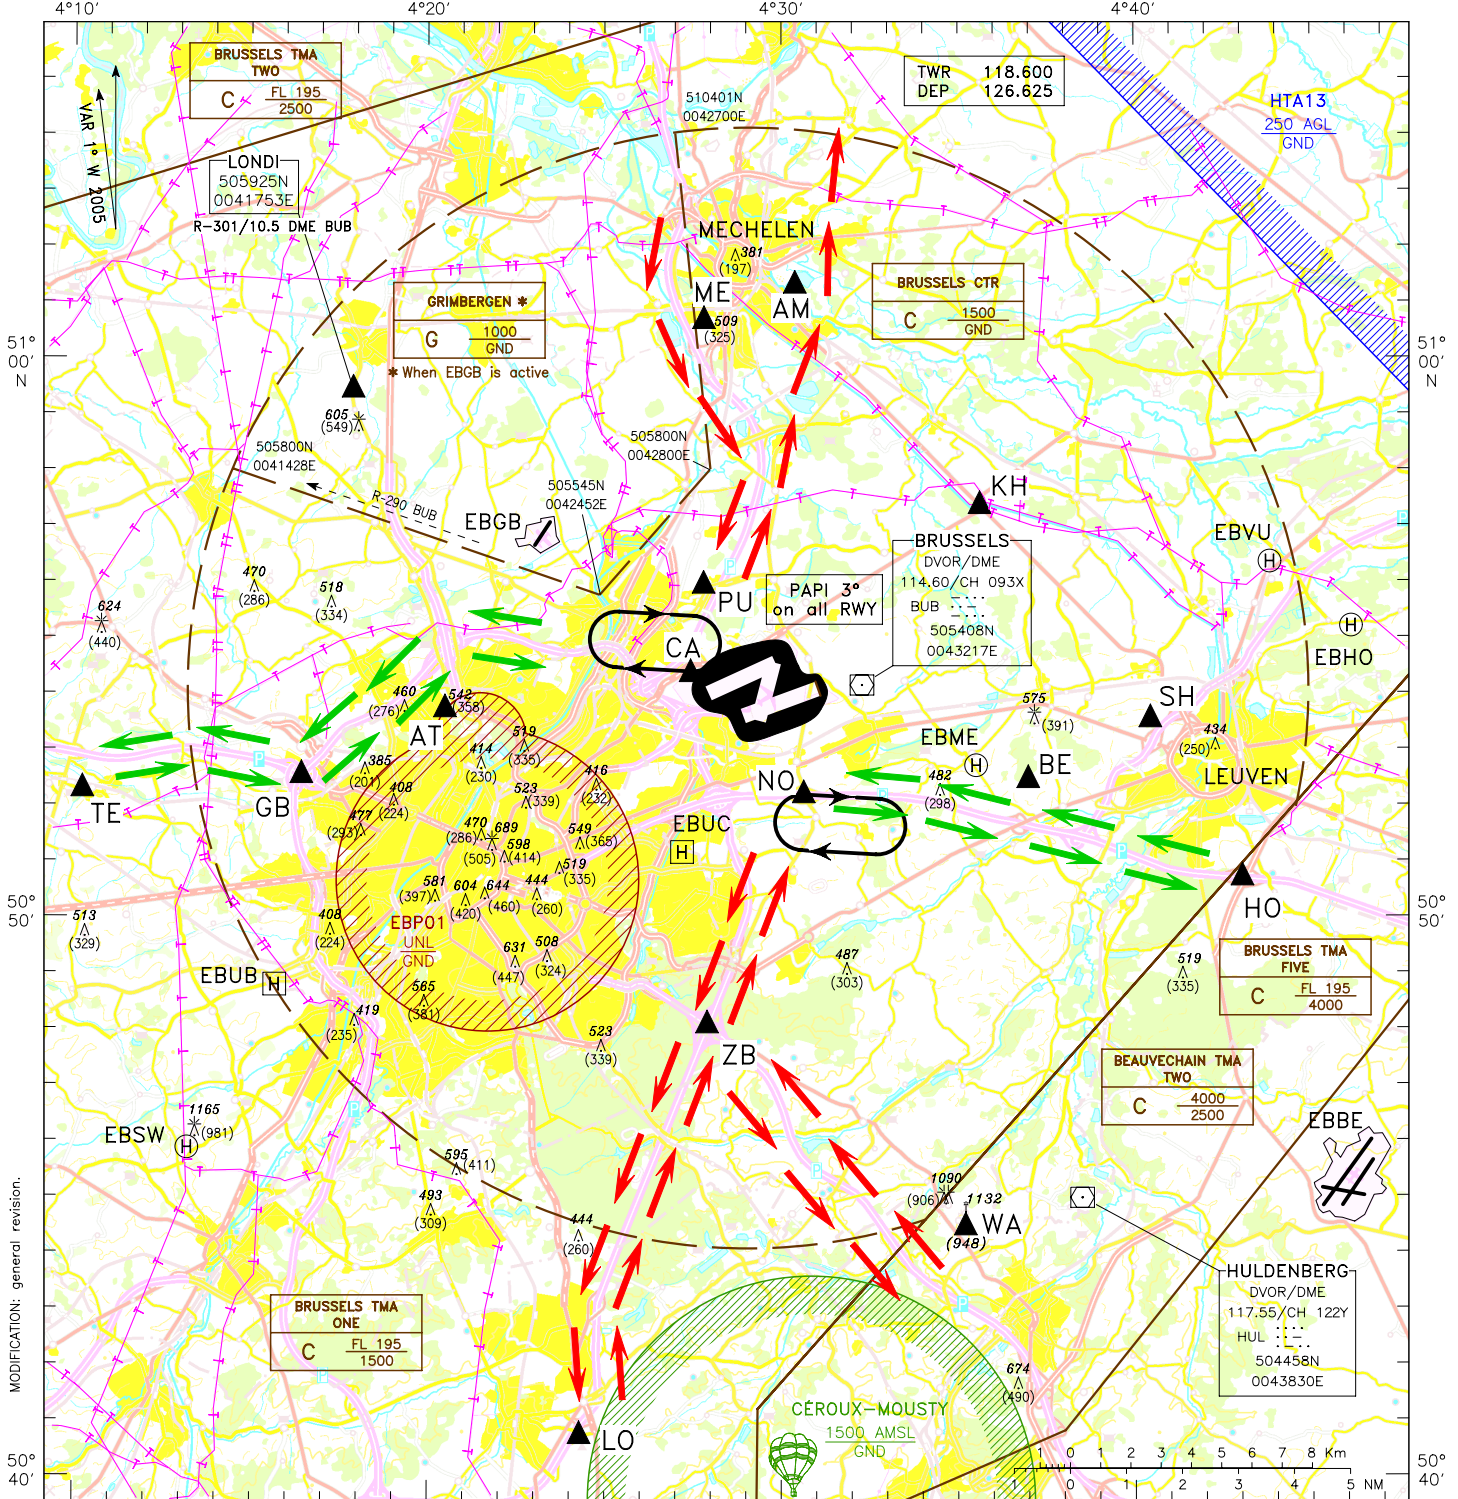 4°10' 4°20' 4°30' 4°40'
BRUSSELS TMA
TWO
C FL 195
2500
VAR 1° W 2005
LONDI
505925N
0041753E
R-301/10.5 DME BUB
510401N
0042700E
TWR 118.600
DEP 126.625
HTA13
250 AGL
GND
MECHELEN
381
(197)
ME
509
(325)
AM
GRIMBERGEN *
G 1000
GND
* When EBGB is active
BRUSSELS CTR
C 1500
GND
51°
00'
N
51°
00'
N
605
(549)
505800N
0041428E
505800N
0042800E
R-290 BUB
EBGB
505545N
0042452E
KH
BRUSSELS
DVOR/DME
114.60/CH 093X
BUB
505408N
0043217E
EBVU
H
H
EBHO
470
(286)
518
(334)
624
(440)
PU
PAPI 3°
on all RWY
CA
460
(276)
542
(358)
AT
519
(335)
414
(230)
385
(201)
408
(224)
523
(339)
416
(232)
477
(293)
470
(286)
689
(505)
598
(414)
549
(365)
519
(335)
581
(397)
604
(420)
644
(460)
444
(260)
EBP01
UNL
GND
631
(447)
508
(324)
565
(381)
TE
GB
NO
EBUC
H
EBME
H
575
(391)
482
(298)
BE
SH
434
(250)
LEUVEN
HO
50°
50'
50°
50'
513
(329)
408
(224)
EBUB H
419
(235)
523
(339)
487
(303)
519
(335)
BRUSSELS TMA
FIVE
C FL 195
4000
ZB
BEAUVECHAIN TMA
TWO
C 4000
2500
EBBE
1165
(981)
EBSW
H
595
(411)
493
(309)
444
(260)
1090
(906)
1132
(948)
WA
HULDENBERG
DVOR/DME
117.55/CH 122Y
HUL
504458N
0043830E
BRUSSELS TMA
ONE
C FL 195
1500
674
(490)
CÉROUX-MOUSTY
1500 AMSL
GND
LO
50°
40'
50°
40'
1 0 1 2 3 4 5 6 7 8 Km
1 0 1 2 3 4 5 NM
MODIFICATION: general revision.